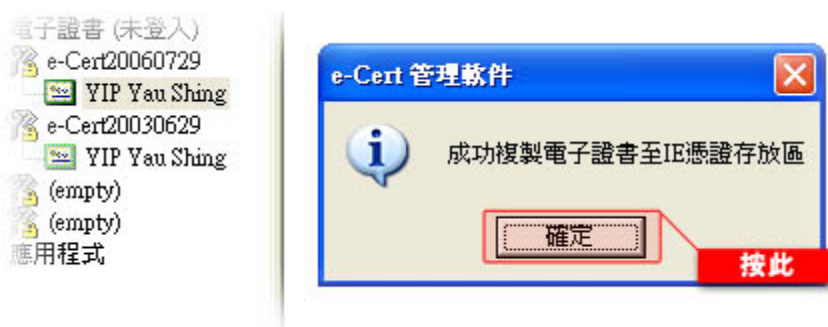 電子證書 (未登入)
e-Cert20060729
YIP Yau Shing
e-Cert20030629
YIP Yau Shing
(empty)
(empty)
應用程式
e-Cert 管理軟件
成功複製電子證書至IE憑證存放區
確定
按此